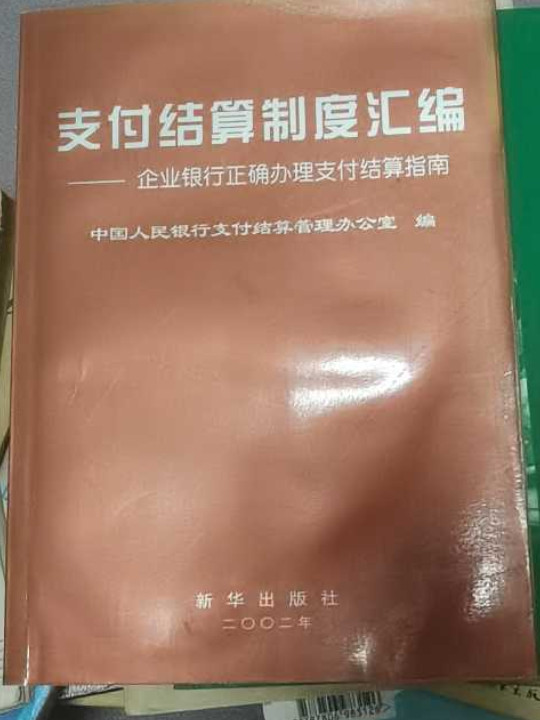 支付结算制度汇编
—— 企业银行正确办理支付结算指南
中国人民银行支付结算管理办公室 编
新华出版社
二〇〇二年